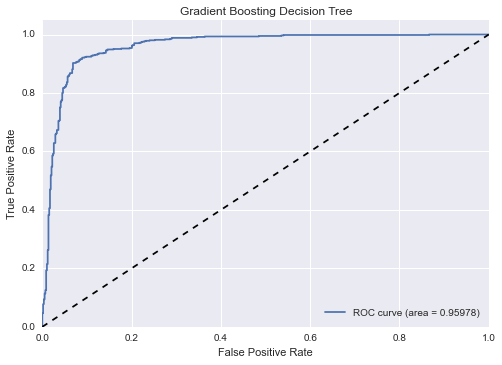 Gradient Boosting Decision Tree
1.0
0.8
0.6
0.4
0.2
0.0
True Positive Rate
ROC curve (area = 0.95978)
0.0 0.2 0.4 0.6 0.8 1.0
False Positive Rate